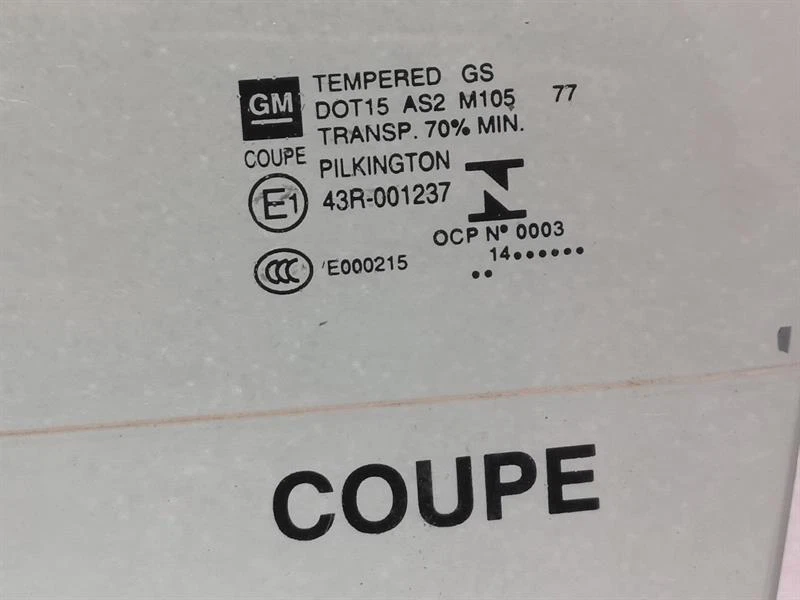 GM
TEMPERED GS
DOT15 AS2 M105 77
TRANSP. 70% MIN.
COUPE PILKINGTON
E1 43R-001237
OCP Nº 0003
CCC E000215
14••••••
••
COUPE